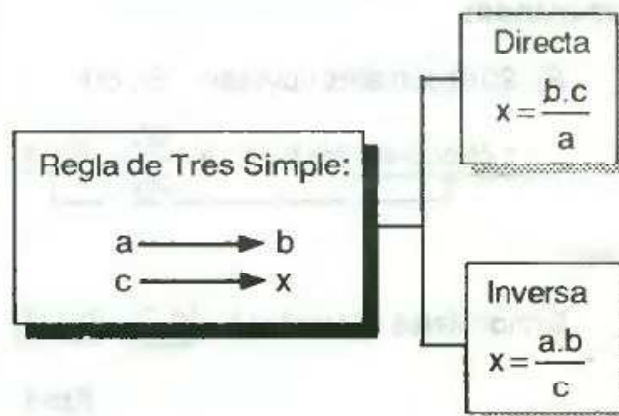 Regla de Tres Simple:
a → b
c → x
Directa
x = b.c / a
Inversa
x = a.b / c